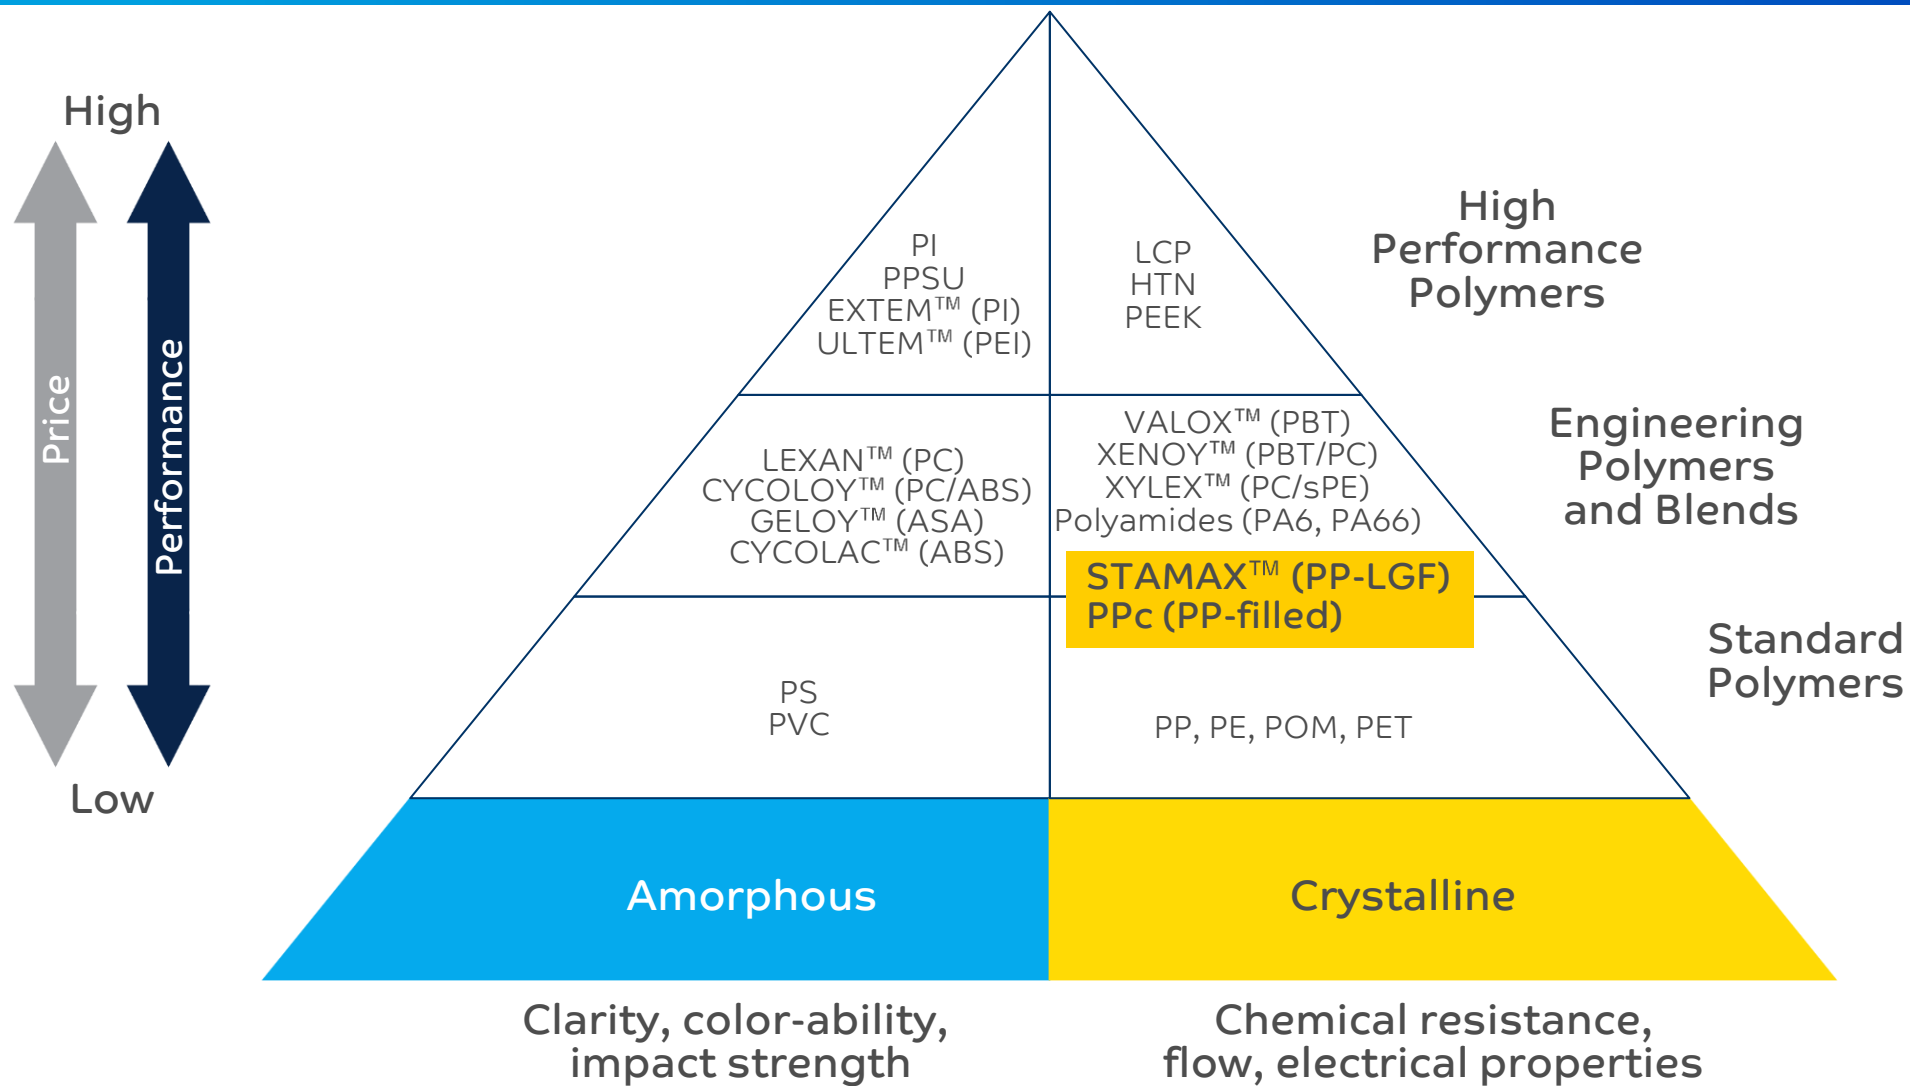 High
Price
Performance
Low
PI
PPSU
EXTEM™ (PI)
ULTEM™ (PEI)
LCP
HTN
PEEK
High
Performance
Polymers
LEXAN™ (PC)
CYCOLOY™ (PC/ABS)
GELOY™ (ASA)
CYCOLAC™ (ABS)
VALOX™ (PBT)
XENOY™ (PBT/PC)
XYLEX™ (PC/sPE)
Polyamides (PA6, PA66)
STAMAX™ (PP-LGF)
PPc (PP-filled)
Engineering
Polymers
and Blends
PS
PVC
PP, PE, POM, PET
Standard
Polymers
Amorphous
Crystalline
Clarity, color-ability,
impact strength
Chemical resistance,
flow, electrical properties